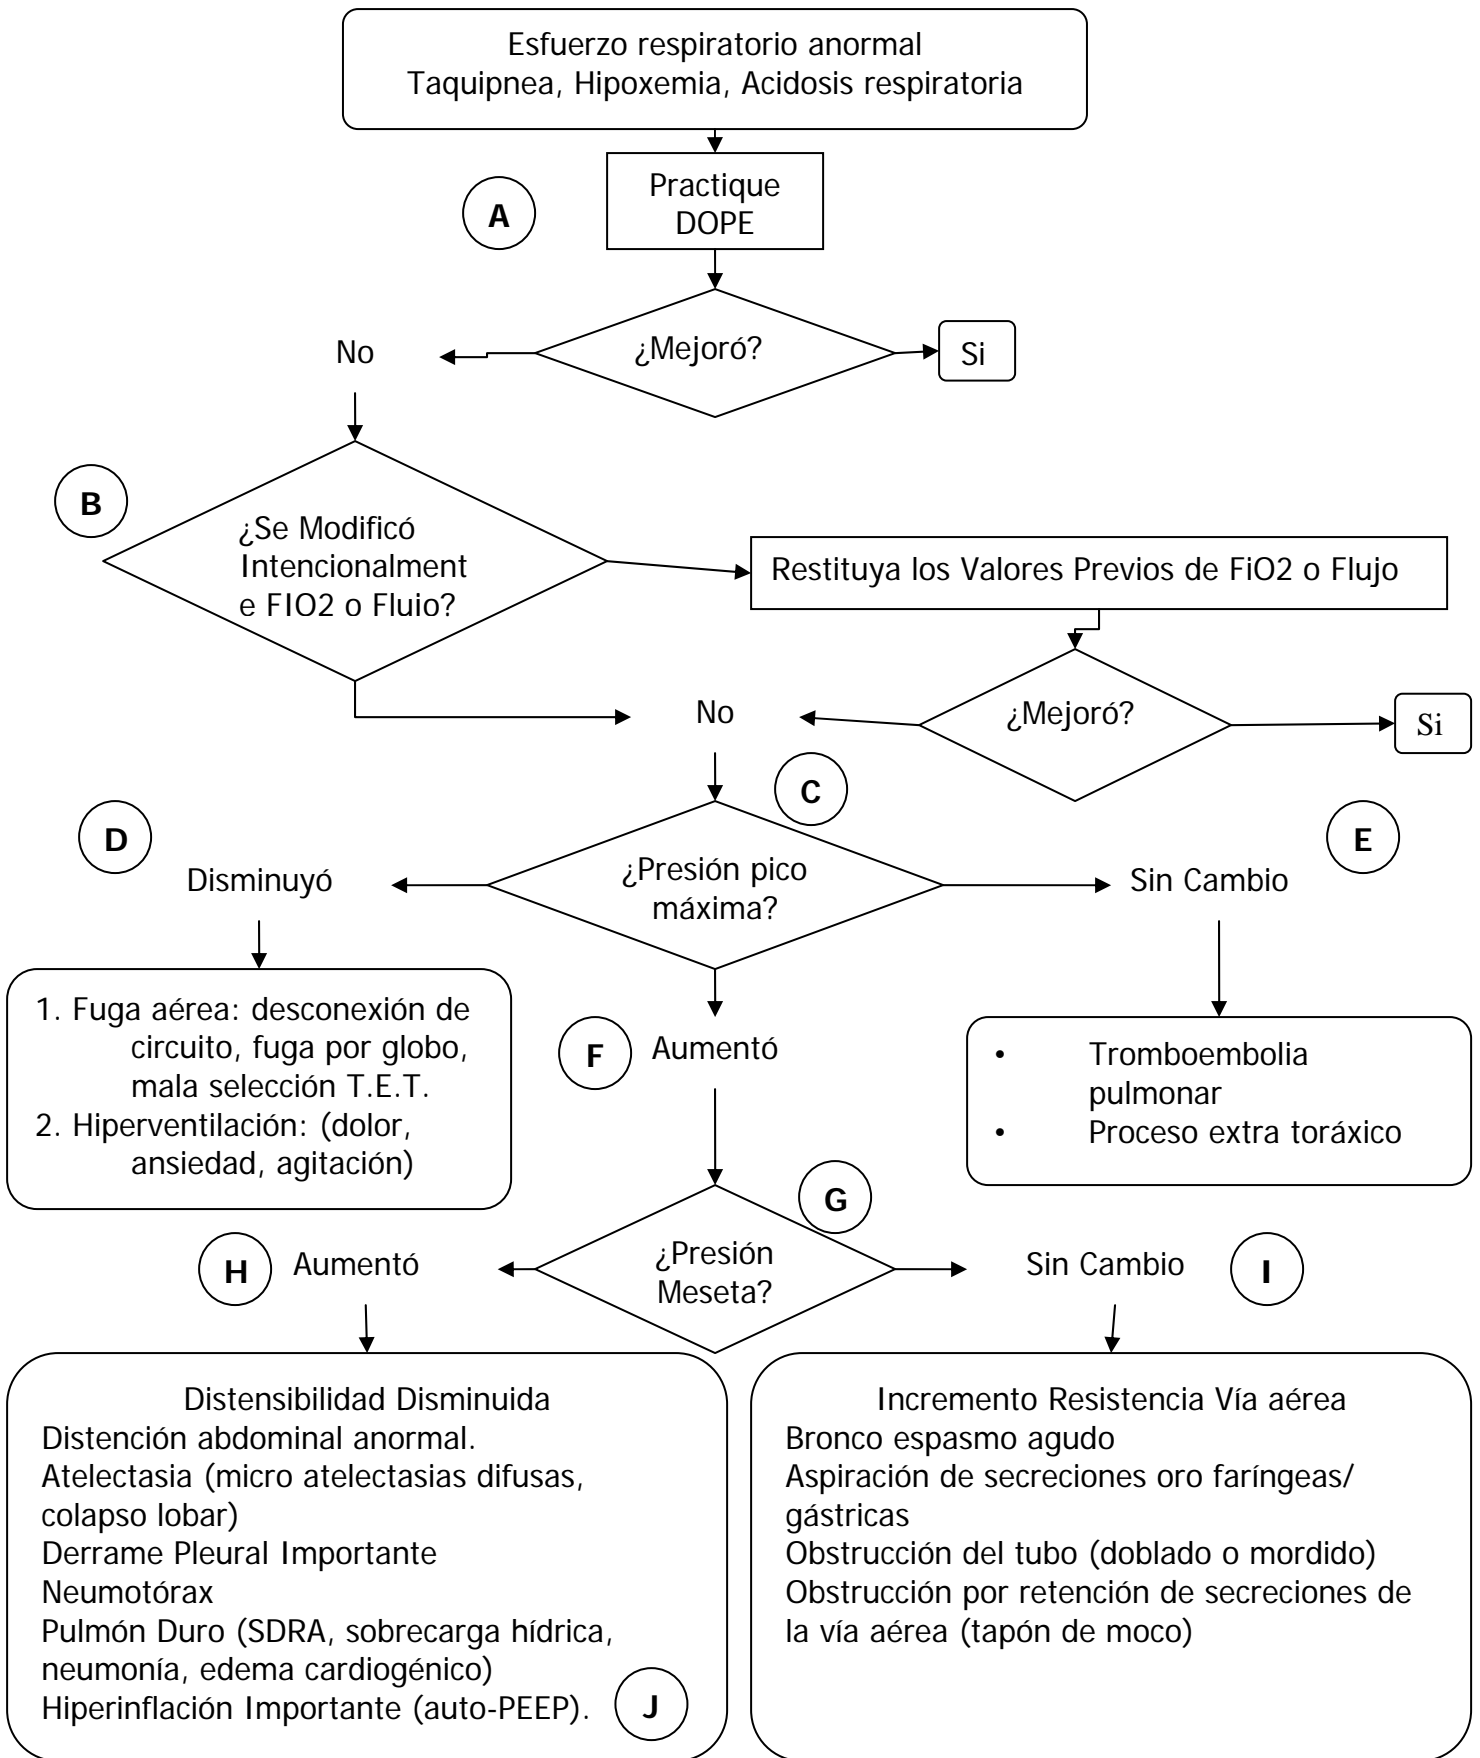 Esfuerzo respiratorio anormal
Taquipnea, Hipoxemia, Acidosis respiratoria
Practique
DOPE
A
¿Mejoró?
Si
No
B
¿Se Modificó
Intencionalment
e FIO2 o Fluio?
Restituya los Valores Previos de FiO2 o Flujo
¿Mejoró?
Si
No
C
D
E
Disminuyó
¿Presión pico
máxima?
Sin Cambio
1. Fuga aérea: desconexión de
circuito, fuga por globo,
mala selección T.E.T.
2. Hiperventilación: (dolor,
ansiedad, agitación)
F
Aumentó
• Tromboembolia
pulmonar
• Proceso extra toráxico
G
H
Aumentó
¿Presión
Meseta?
Sin Cambio
I
Distensibilidad Disminuida
Distención abdominal anormal.
Atelectasia (micro atelectasias difusas,
colapso lobar)
Derrame Pleural Importante
Neumotórax
Pulmón Duro (SDRA, sobrecarga hídrica,
neumonía, edema cardiogénico)
Hiperinflación Importante (auto-PEEP).
J
Incremento Resistencia Vía aérea
Bronco espasmo agudo
Aspiración de secreciones oro faríngeas/
gástricas
Obstrucción del tubo (doblado o mordido)
Obstrucción por retención de secreciones de
la vía aérea (tapón de moco)